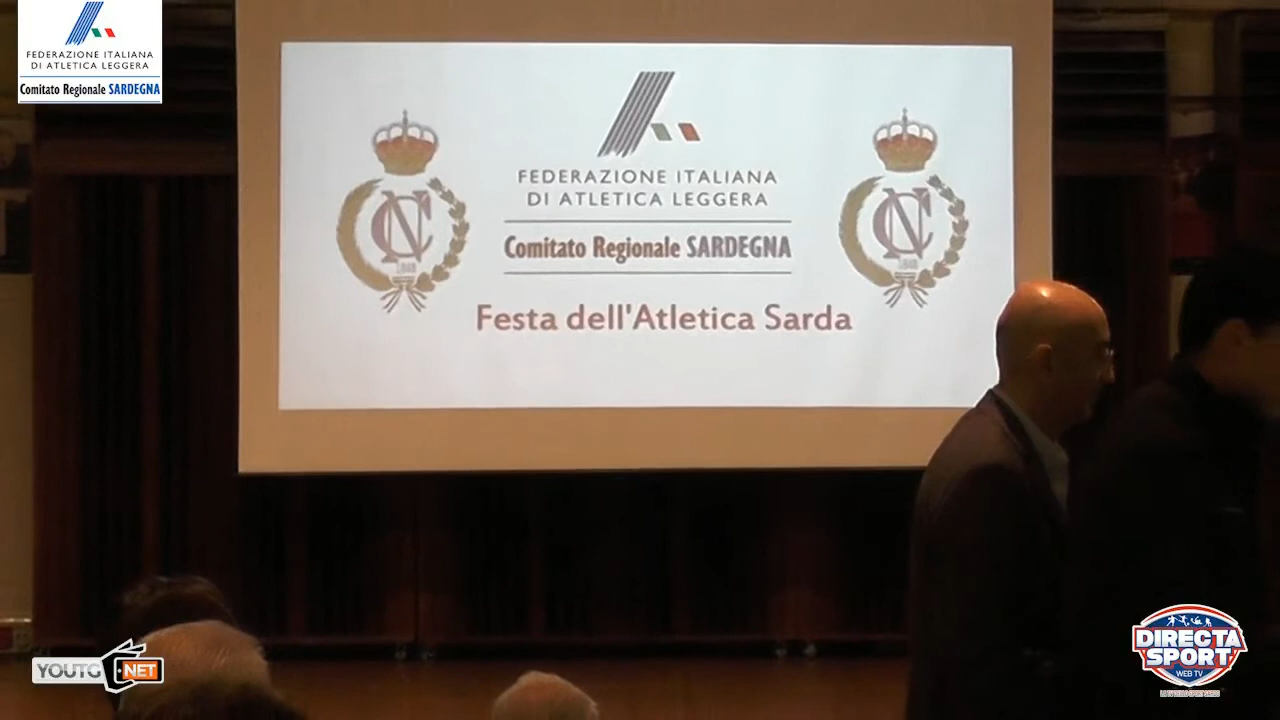 FEDERAZIONE ITALIANA
DI ATLETICA LEGGERA
Comitato Regionale SARDEGNA
FEDERAZIONE ITALIANA
DI ATLETICA LEGGERA
Comitato Regionale SARDEGNA
Festa dell'Atletica Sarda
YOUTG .NET
DIRECTA
SPORT
WEB TV